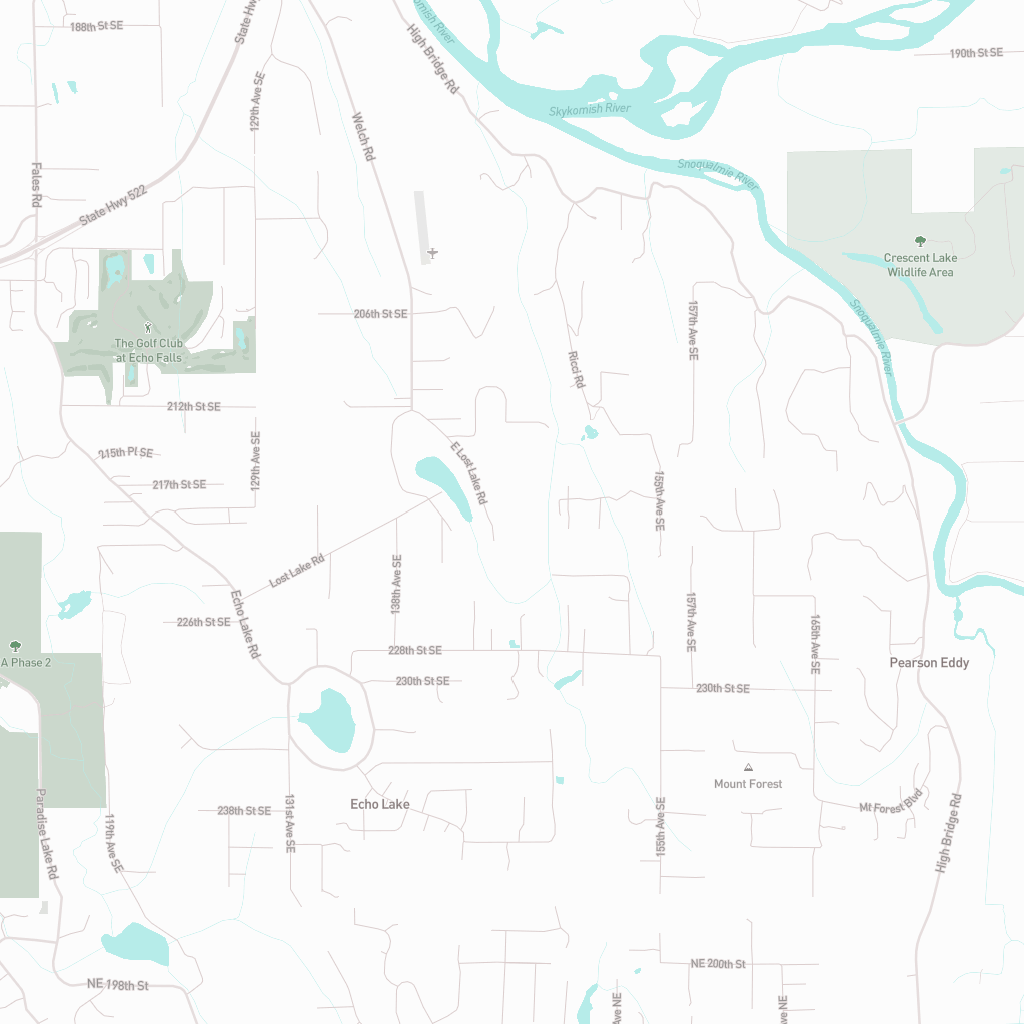 188th St SE
State Hwy
omish River
High Bridge Rd
190th St SE
129th Ave SE
Welch Rd
Skykomish River
Snoqualmie River
Fales Rd
State Hwy 522
Crescent Lake
Wildlife Area
206th St SE
157th Ave SE
Snoqualmie River
The Golf Club
at Echo Falls
Ricci Rd
212th St SE
215th Pl SE
129th Ave SE
E Lost Lake Rd
217th St SE
155th Ave SE
Lost Lake Rd
138th Ave SE
226th St SE
Echo Lake Rd
157th Ave SE
165th Ave SE
A Phase 2
228th St SE
Pearson Eddy
230th St SE
230th St SE
Mount Forest
Paradise Lake Rd
Echo Lake
238th St SE
131st Ave SE
119th Ave SE
155th Ave SE
Mt Forest Blvd
High Bridge Rd
NE 200th St
NE 198th St
Ave NE
Ave NE